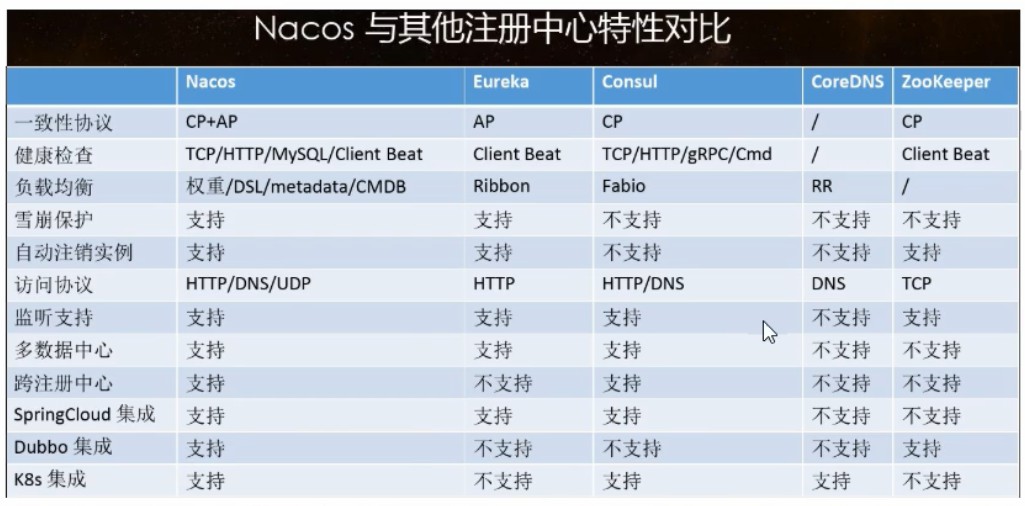 Nacos 与其他注册中心特性对比
Nacos Eureka Consul CoreDNS ZooKeeper
一致性协议 CP+AP AP CP / CP
健康检查 TCP/HTTP/MySQL/Client Beat Client Beat TCP/HTTP/gRPC/Cmd / Client Beat
负载均衡 权重/DSL/metadata/CMDB Ribbon Fabio RR /
雪崩保护 支持 支持 不支持 不支持 不支持
自动注销实例 支持 支持 不支持 不支持 支持
访问协议 HTTP/DNS/UDP HTTP HTTP/DNS DNS TCP
监听支持 支持 支持 支持 不支持 支持
多数据中心 支持 支持 支持 不支持 不支持
跨注册中心 支持 不支持 支持 不支持 不支持
SpringCloud 集成 支持 支持 支持 不支持 不支持
Dubbo 集成 支持 不支持 不支持 不支持 支持
K8s 集成 支持 不支持 支持 支持 不支持